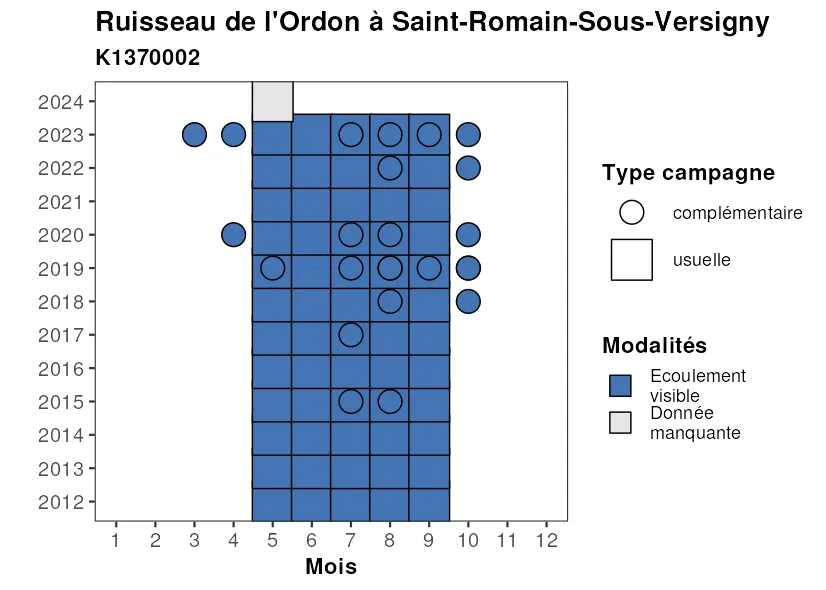 Ruisseau de l'Ordon à Saint-Romain-Sous-Versigny
K1370002
2024
2023
2022
2021
2020
2019
2018
2017
2016
2015
2014
2013
2012
1 2 3 4 5 6 7 8 9 10 11 12
Mois
Type campagne
complémentaire
usuelle
Modalités
Ecoulement
visible
Donnée
manquante